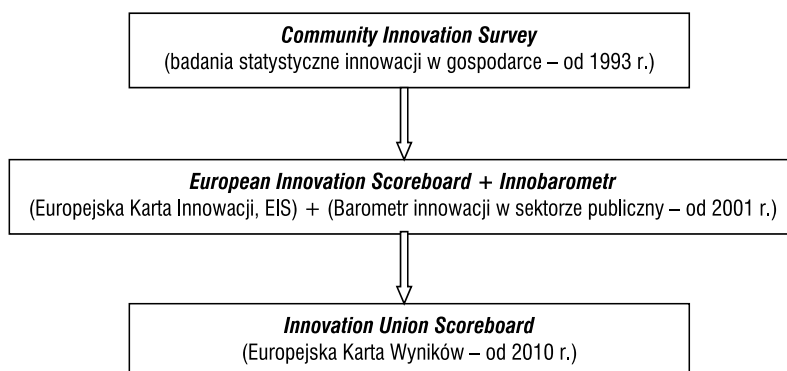 Community Innovation Survey
(badania statystyczne innowacji w gospodarce – od 1993 r.)
European Innovation Scoreboard + Innobarometr
(Europejska Karta Innowacji, EIS) + (Barometr innowacji w sektorze publiczny – od 2001 r.)
Innovation Union Scoreboard
(Europejska Karta Wyników – od 2010 r.)